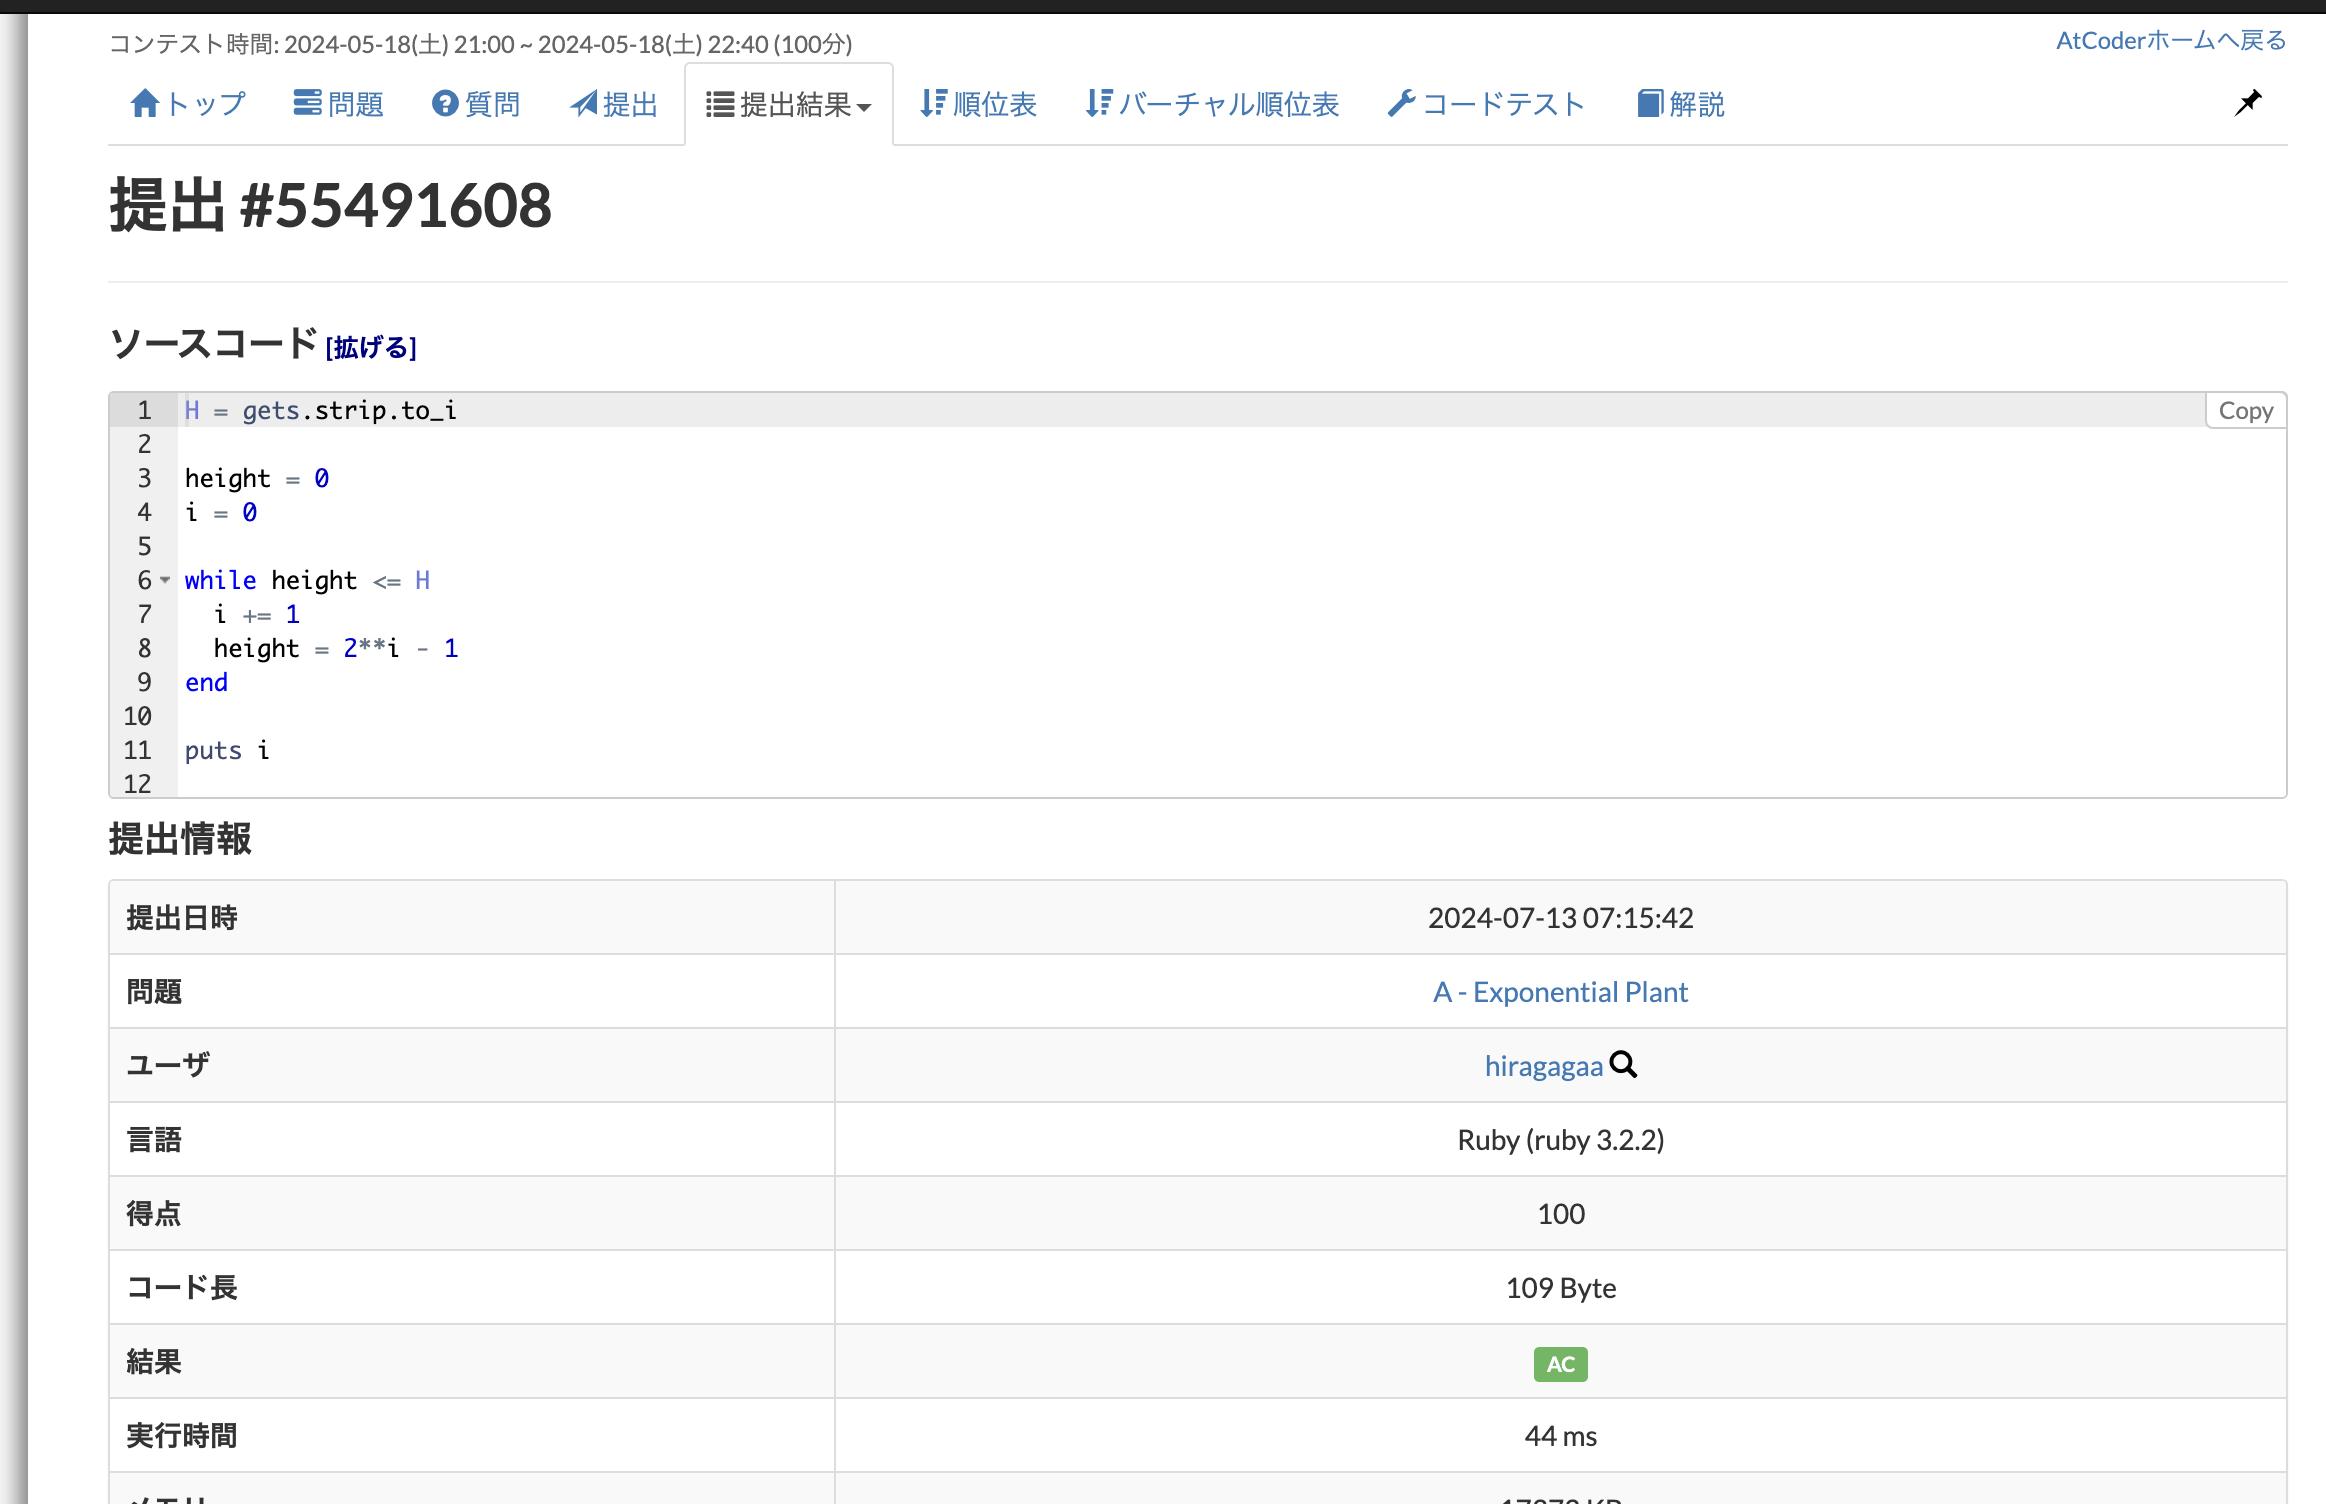 コンテスト時間: 2024-05-18(土) 21:00 ~ 2024-05-18(土) 22:40 (100分)
AtCoderホームへ戻る
トップ 問題 質問 提出 提出結果 順位表 バーチャル順位表 コードテスト 解説
提出 #55491608
ソースコード [拡げる]
Copy
1 H = gets.strip.to_i
2
3 height = 0
4 i = 0
5
6 while height <= H
7   i += 1
8   height = 2**i - 1
9 end
10
11 puts i
12
提出情報
提出日時 2024-07-13 07:15:42
問題 A - Exponential Plant
ユーザ hiragagaa
言語 Ruby (ruby 3.2.2)
得点 100
コード長 109 Byte
結果 AC
実行時間 44 ms